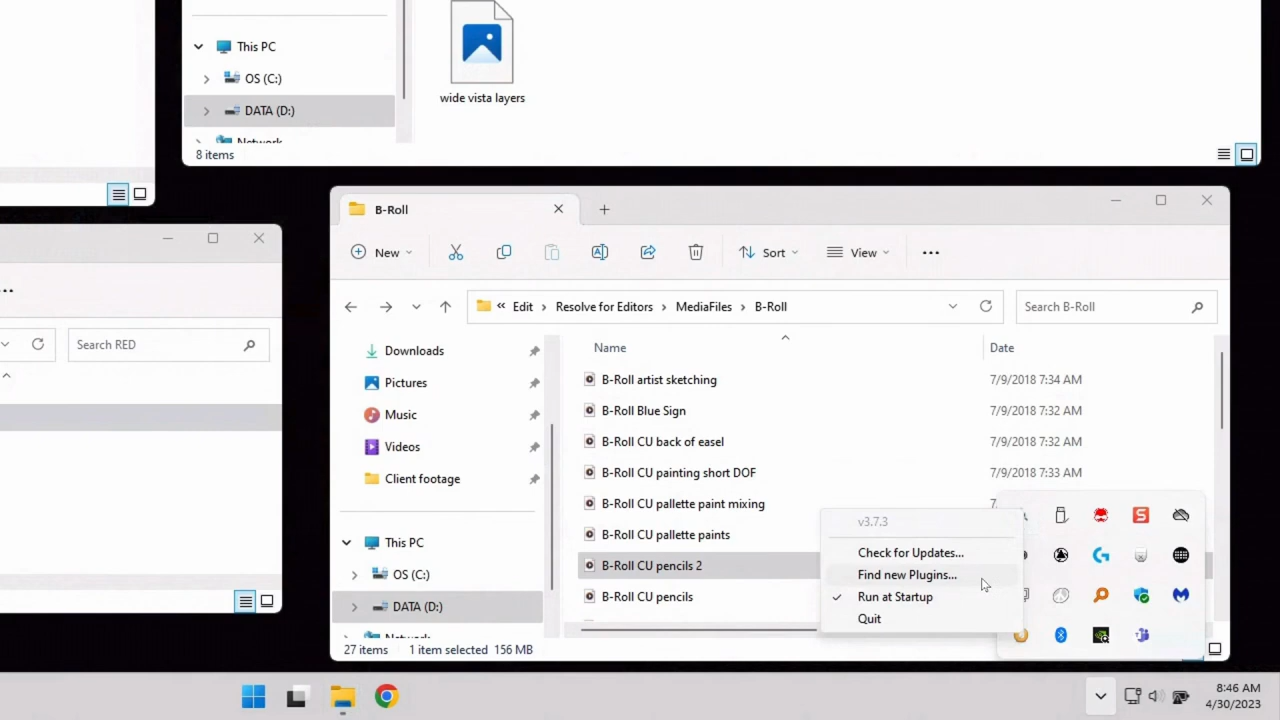 This PC
OS (C:)
DATA (D:)
Network
8 items
wide vista layers
Search RED
B-Roll
New
Sort
View
Edit
Resolve for Editors
MediaFiles
B-Roll
Search B-Roll
Downloads
Pictures
Music
Videos
Client footage
This PC
OS (C:)
DATA (D:)
Network
Name
Date
B-Roll artist sketching
7/9/2018 7:34 AM
B-Roll Blue Sign
7/9/2018 7:32 AM
B-Roll CU back of easel
7/9/2018 7:32 AM
B-Roll CU painting short DOF
7/9/2018 7:33 AM
B-Roll CU pallette paint mixing
7
B-Roll CU pallette paints
B-Roll CU pencils 2
B-Roll CU pencils
v3.7.3
Check for Updates...
Find new Plugins...
Run at Startup
Quit
27 items
1 item selected 156 MB
8:46 AM
4/30/2023